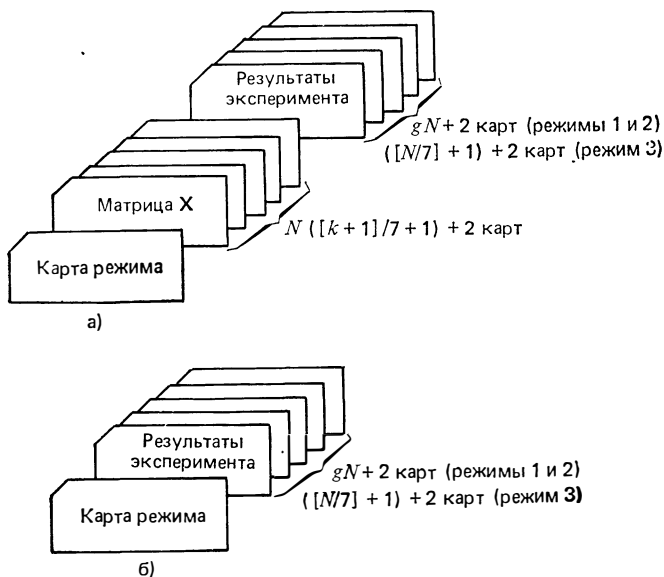 Результаты
эксперимента
gN + 2 карт (режимы 1 и 2)
([N/7] + 1) + 2 карт (режим 3)
Матрица X
N ([k + 1] /7 + 1) + 2 карт
Карта режима
а)
Результаты
эксперимента
gN + 2 карт (режимы 1 и 2)
([N/7] + 1) + 2 карт (режим 3)
Карта режима
б)